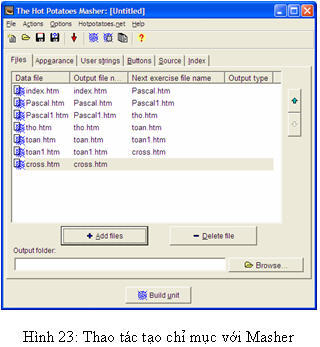 The Hot Potatoes Masher: [Untitled]
File Actions Options Hotpotatoes.net Help
Files Appearance User strings Buttons Source Index
Data file Output file n... Next exercise file name Output type
index.htm index.htm Pascal.htm
Pascal.htm Pascal.htm Pascal1.htm
Pascal1.htm Pascal1.htm tho.htm
tho.htm tho.htm toan.htm
toan.htm toan.htm toan1.htm
toan1.htm toan1.htm cross.htm
cross.htm cross.htm
Add files Delete file
Output folder:
Browse...
Build unit
Hình 23: Thao tác tạo chỉ mục với Masher